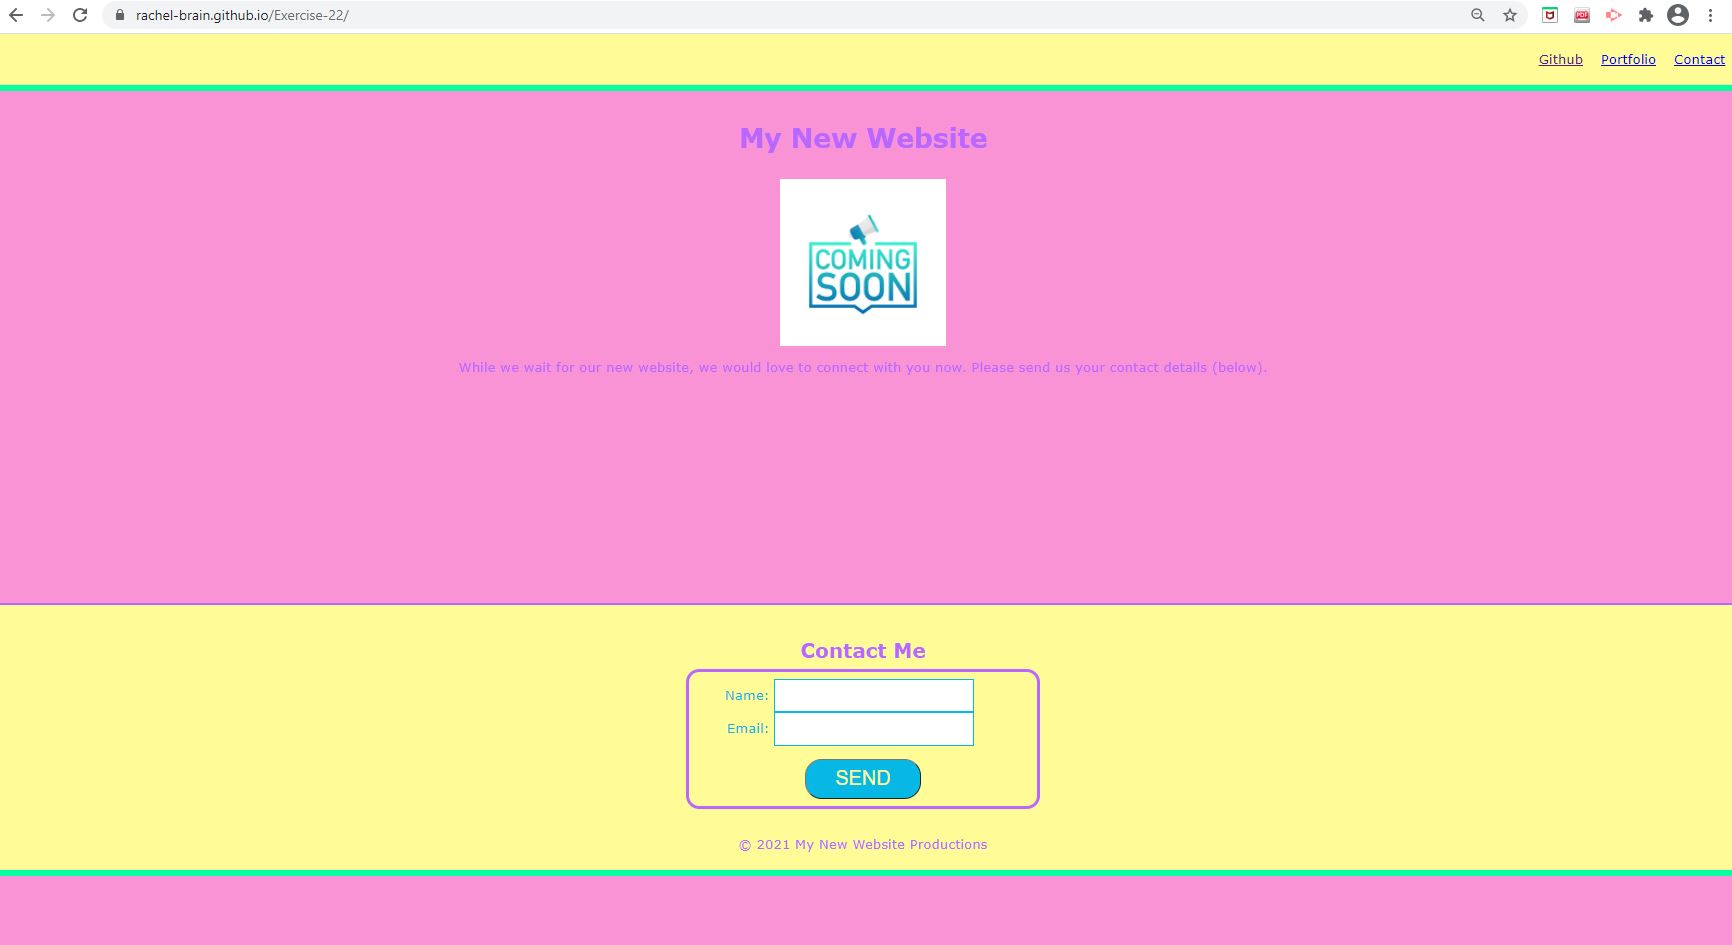 rachel-brain.github.io/Exercise-22/
PDF
Github Portfolio Contact
My New Website
COMING
SOON
While we wait for our new website, we would love to connect with you now. Please send us your contact details (below).
Contact Me
Name:
Email:
SEND
© 2021 My New Website Productions